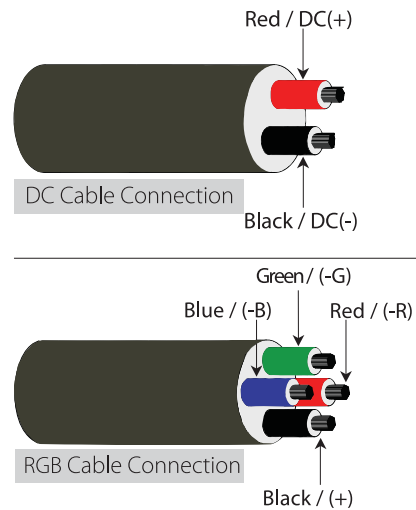 Red / DC(+)
DC Cable Connection
Black / DC(-)
Green / (-G)
Blue / (-B)
Red / (-R)
RGB Cable Connection
Black / (+)